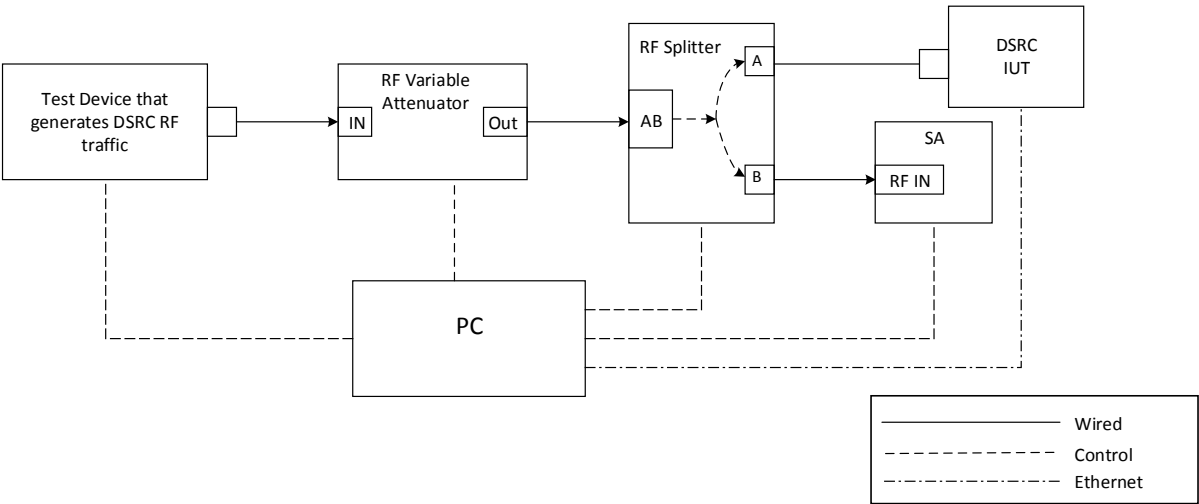 Test Device that
generates DSRC RF
traffic
RF Variable
Attenuator
IN
Out
RF Splitter
AB
A
B
DSRC
IUT
SA
RF IN
PC
Wired
Control
Ethernet